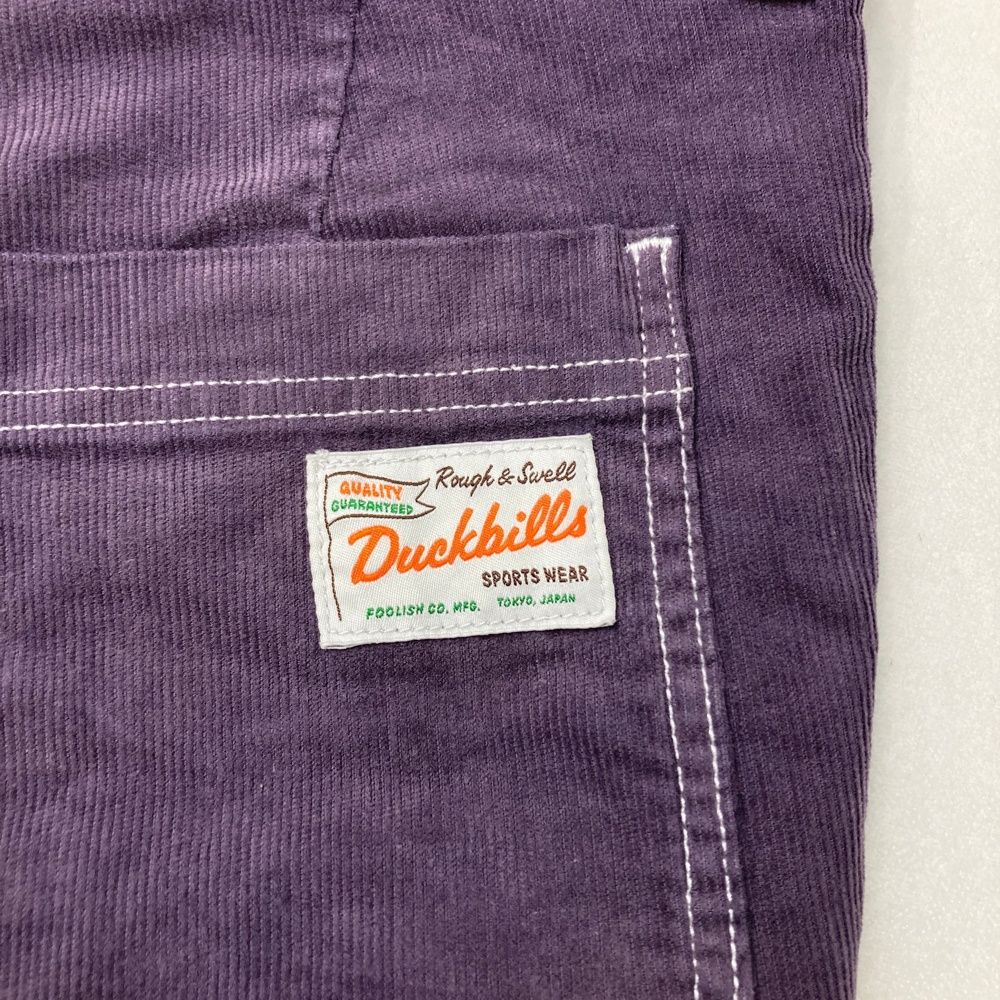 Rough & Swell
QUALITY
GUARANTEED
Duckbills
SPORTS WEAR
FOOLISH CO. MFG. TOKYO, JAPAN